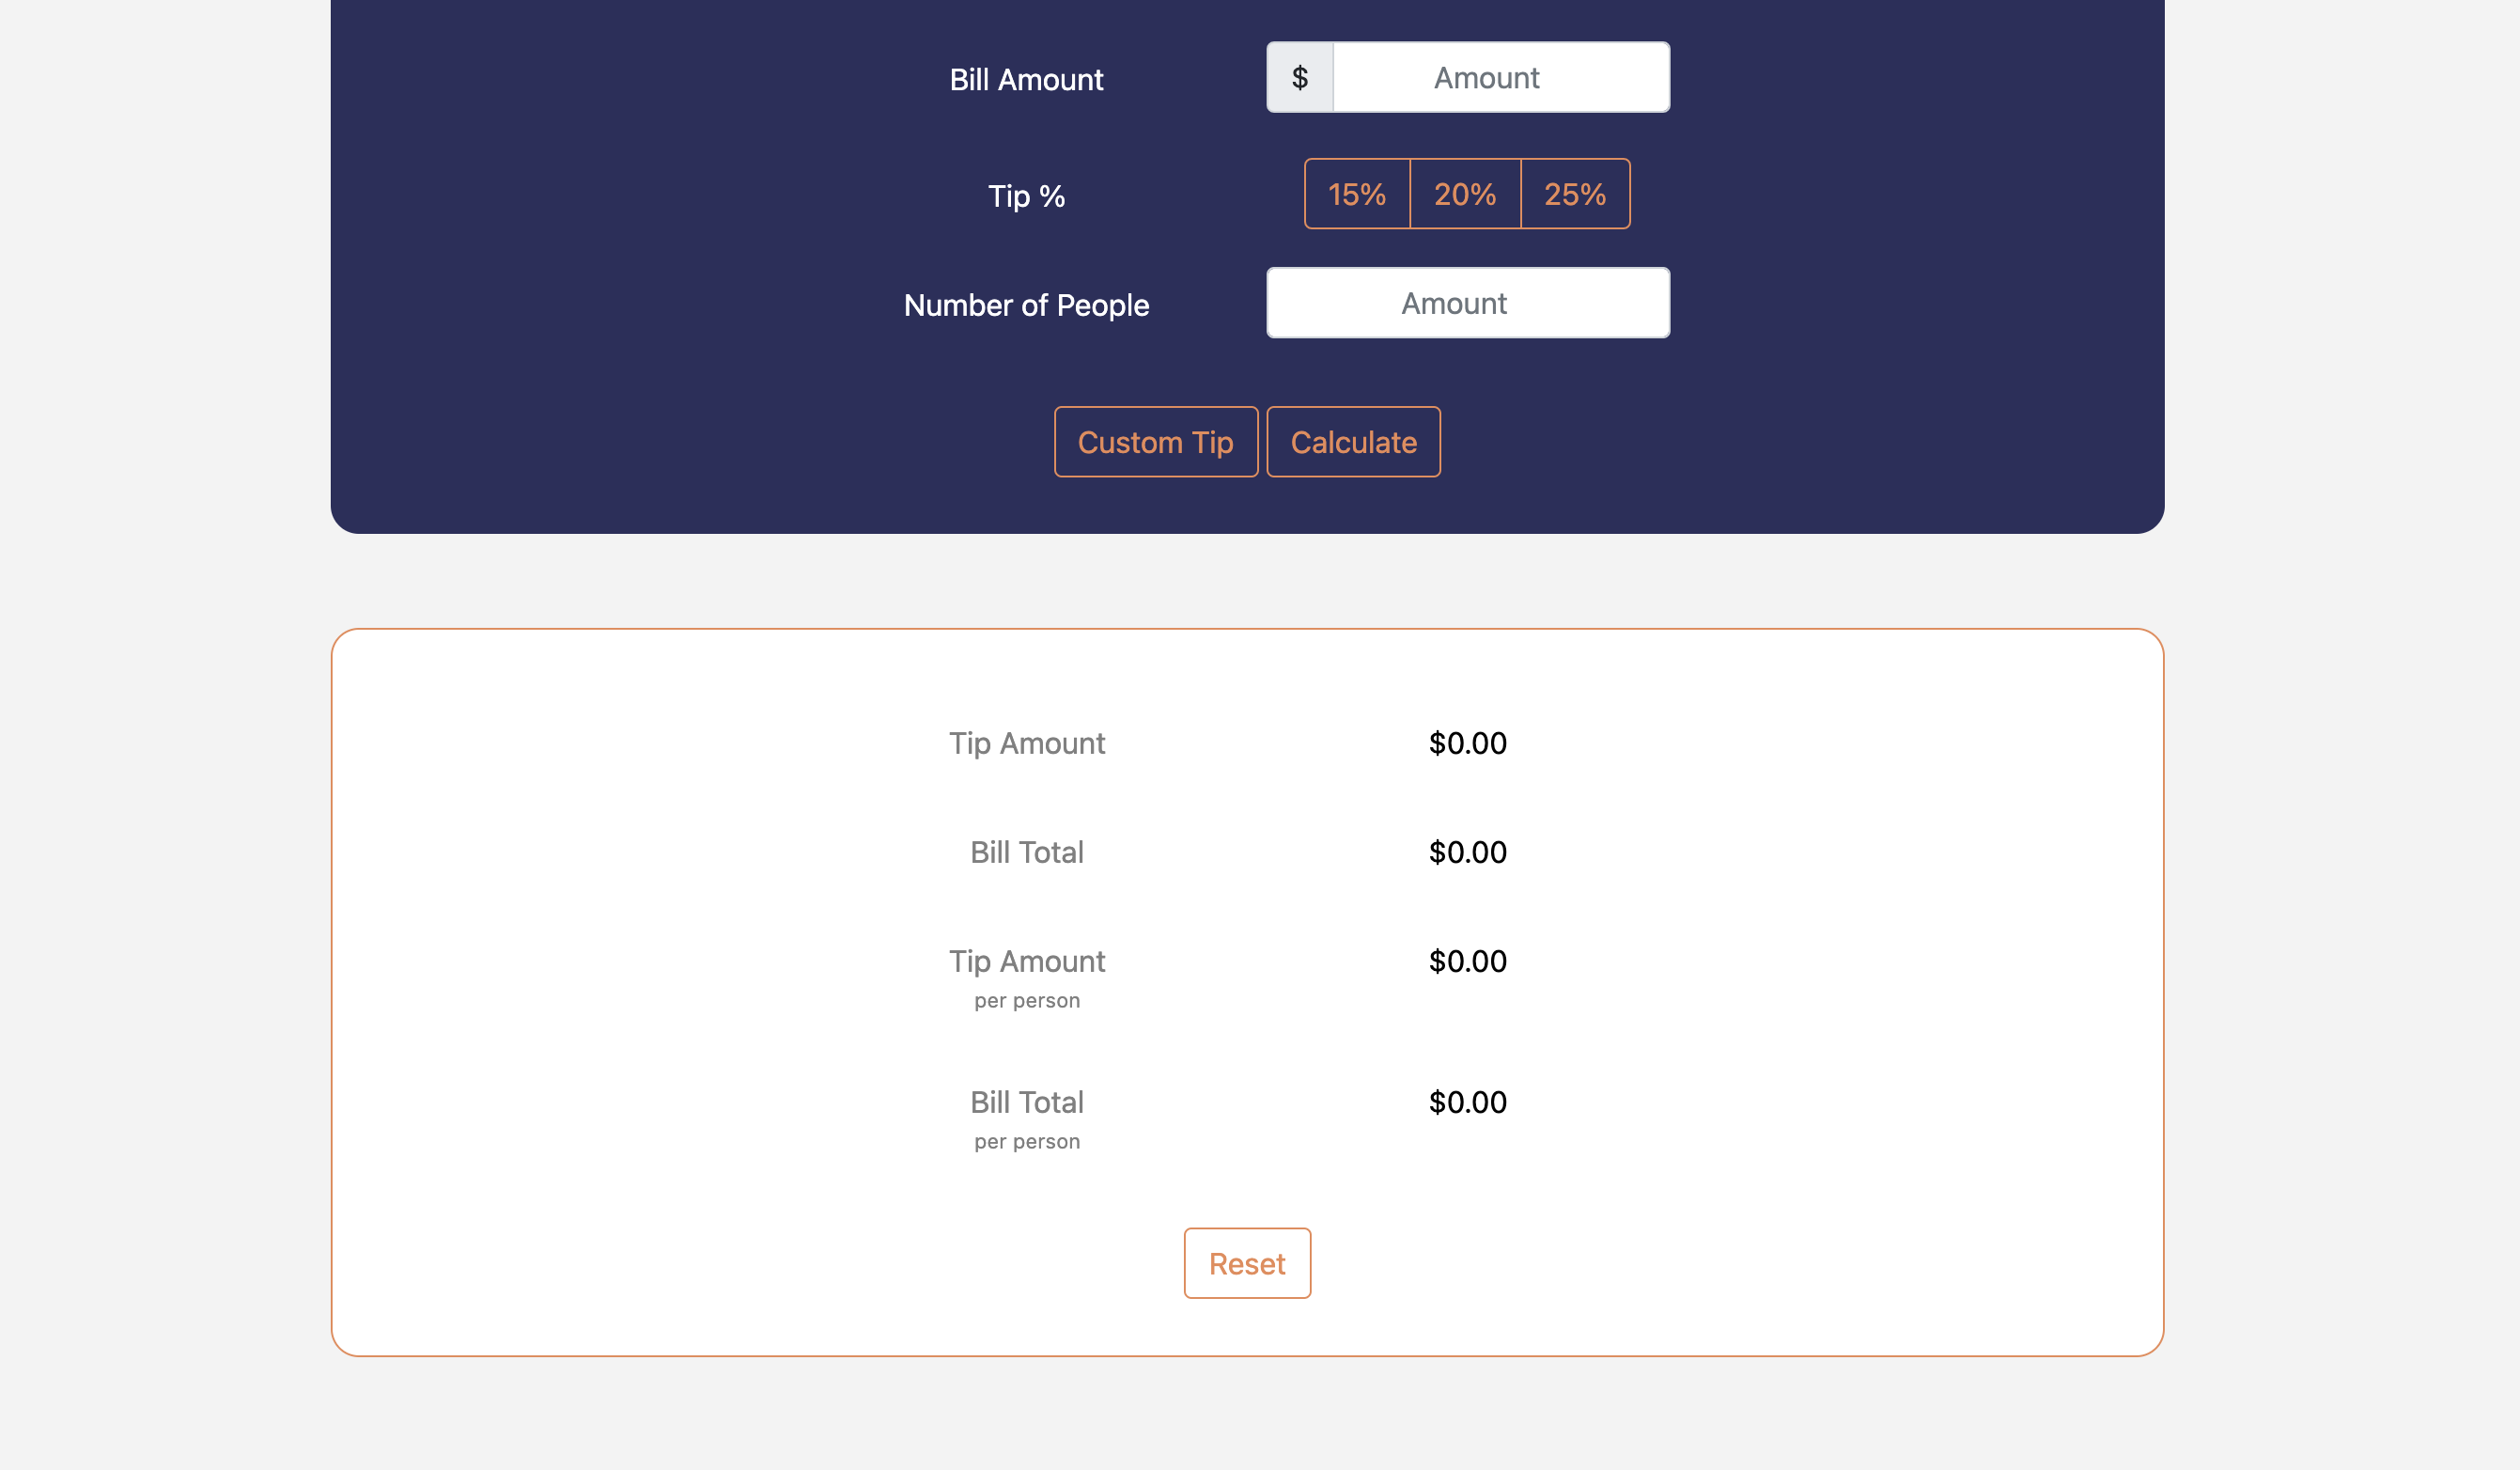 Bill Amount $ Amount
Tip % 15% 20% 25%
Number of People Amount
Custom Tip Calculate
Tip Amount $0.00
Bill Total $0.00
Tip Amount $0.00
per person
Bill Total $0.00
per person
Reset